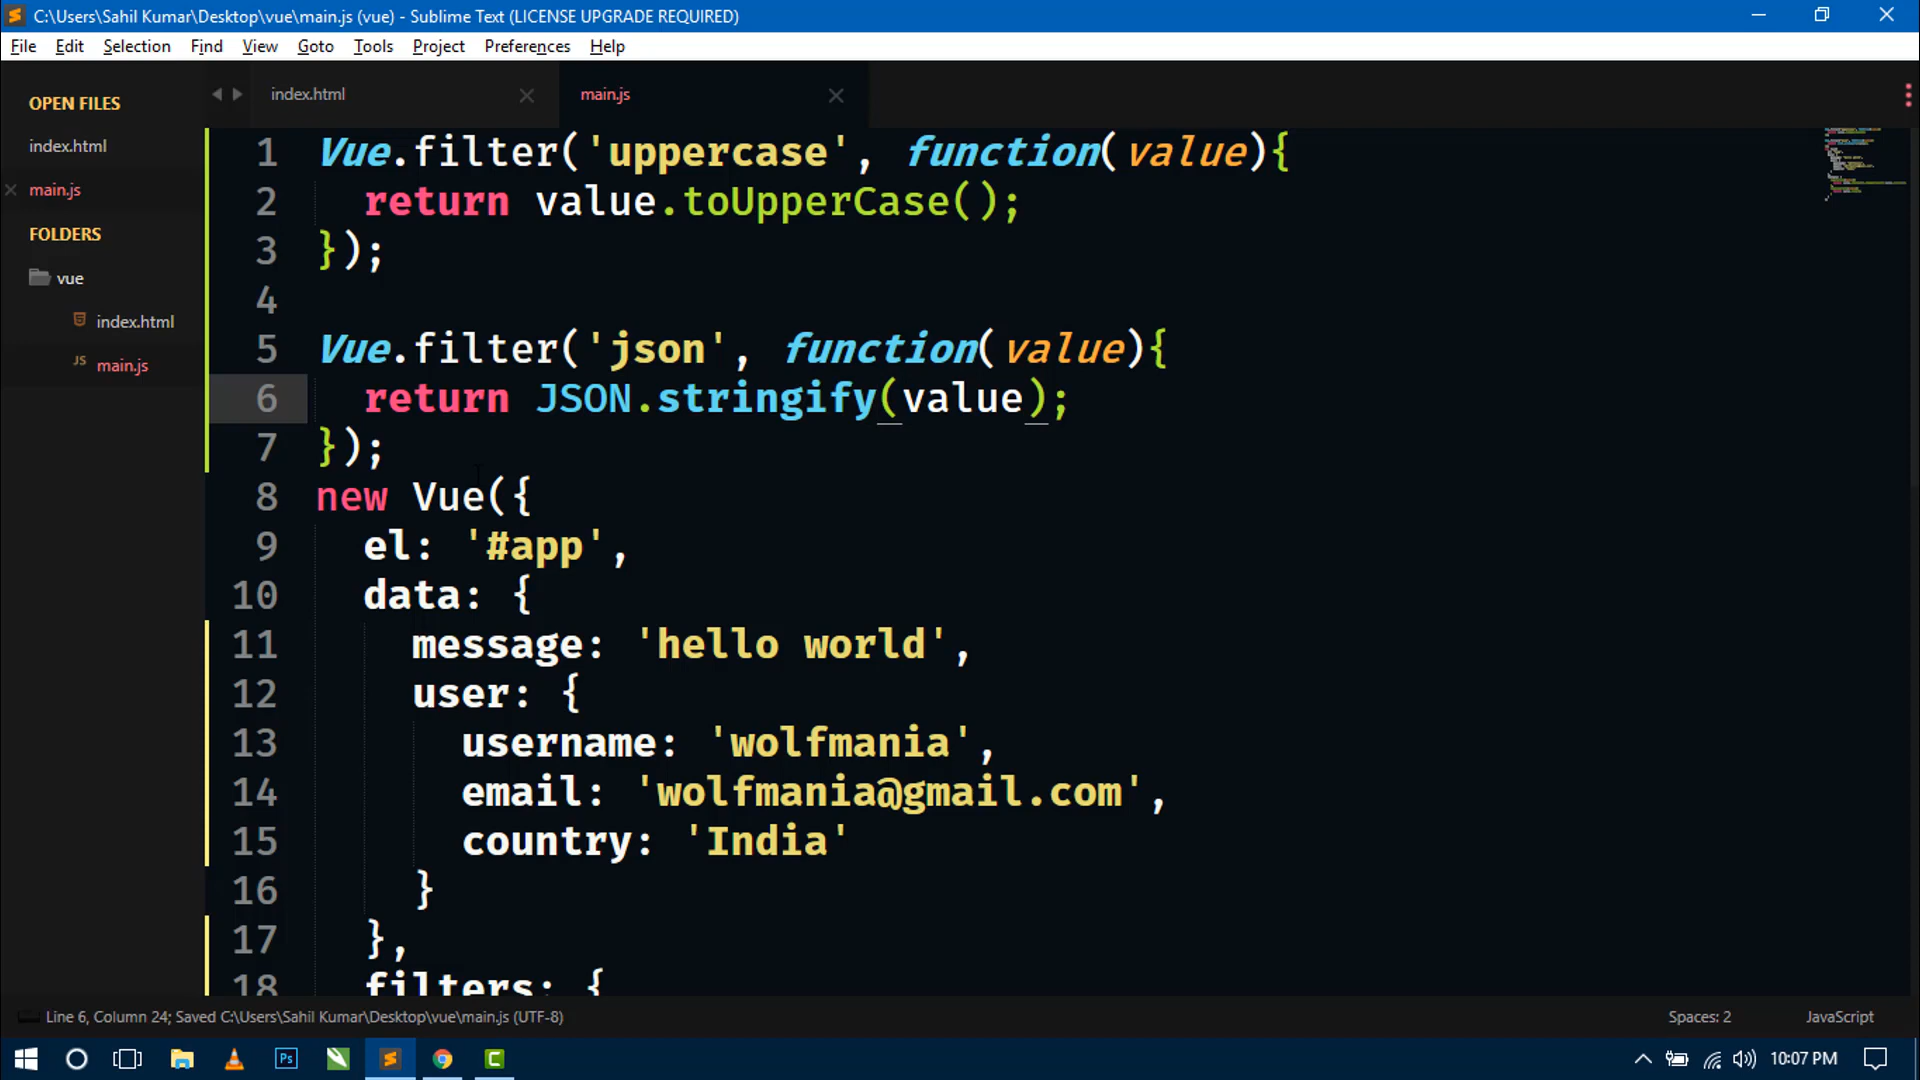 C:\Users\Sahil Kumar\Desktop\vue\main.js (vue) - Sublime Text (LICENSE UPGRADE REQUIRED)
File Edit Selection Find View Goto Tools Project Preferences Help
OPEN FILES
index.html
main.js
FOLDERS
vue
index.html
JS main.js
index.html main.js
1 Vue.filter('uppercase', function(value){
2 return value.toUpperCase();
3 });
4
5 Vue.filter('json', function(value){
6 return JSON.stringify(value);
7 });
8 new Vue({
9 el: '#app',
10 data: {
11 message: 'hello world',
12 user: {
13 username: 'wolfmania',
14 email: 'wolfmania@gmail.com',
15 country: 'India'
16 }
17 },
18 filters: {
Line 6, Column 24; Saved C:\Users\Sahil Kumar\Desktop\vue\main.js (UTF-8) Spaces: 2 JavaScript
Ps C 10:07 PM